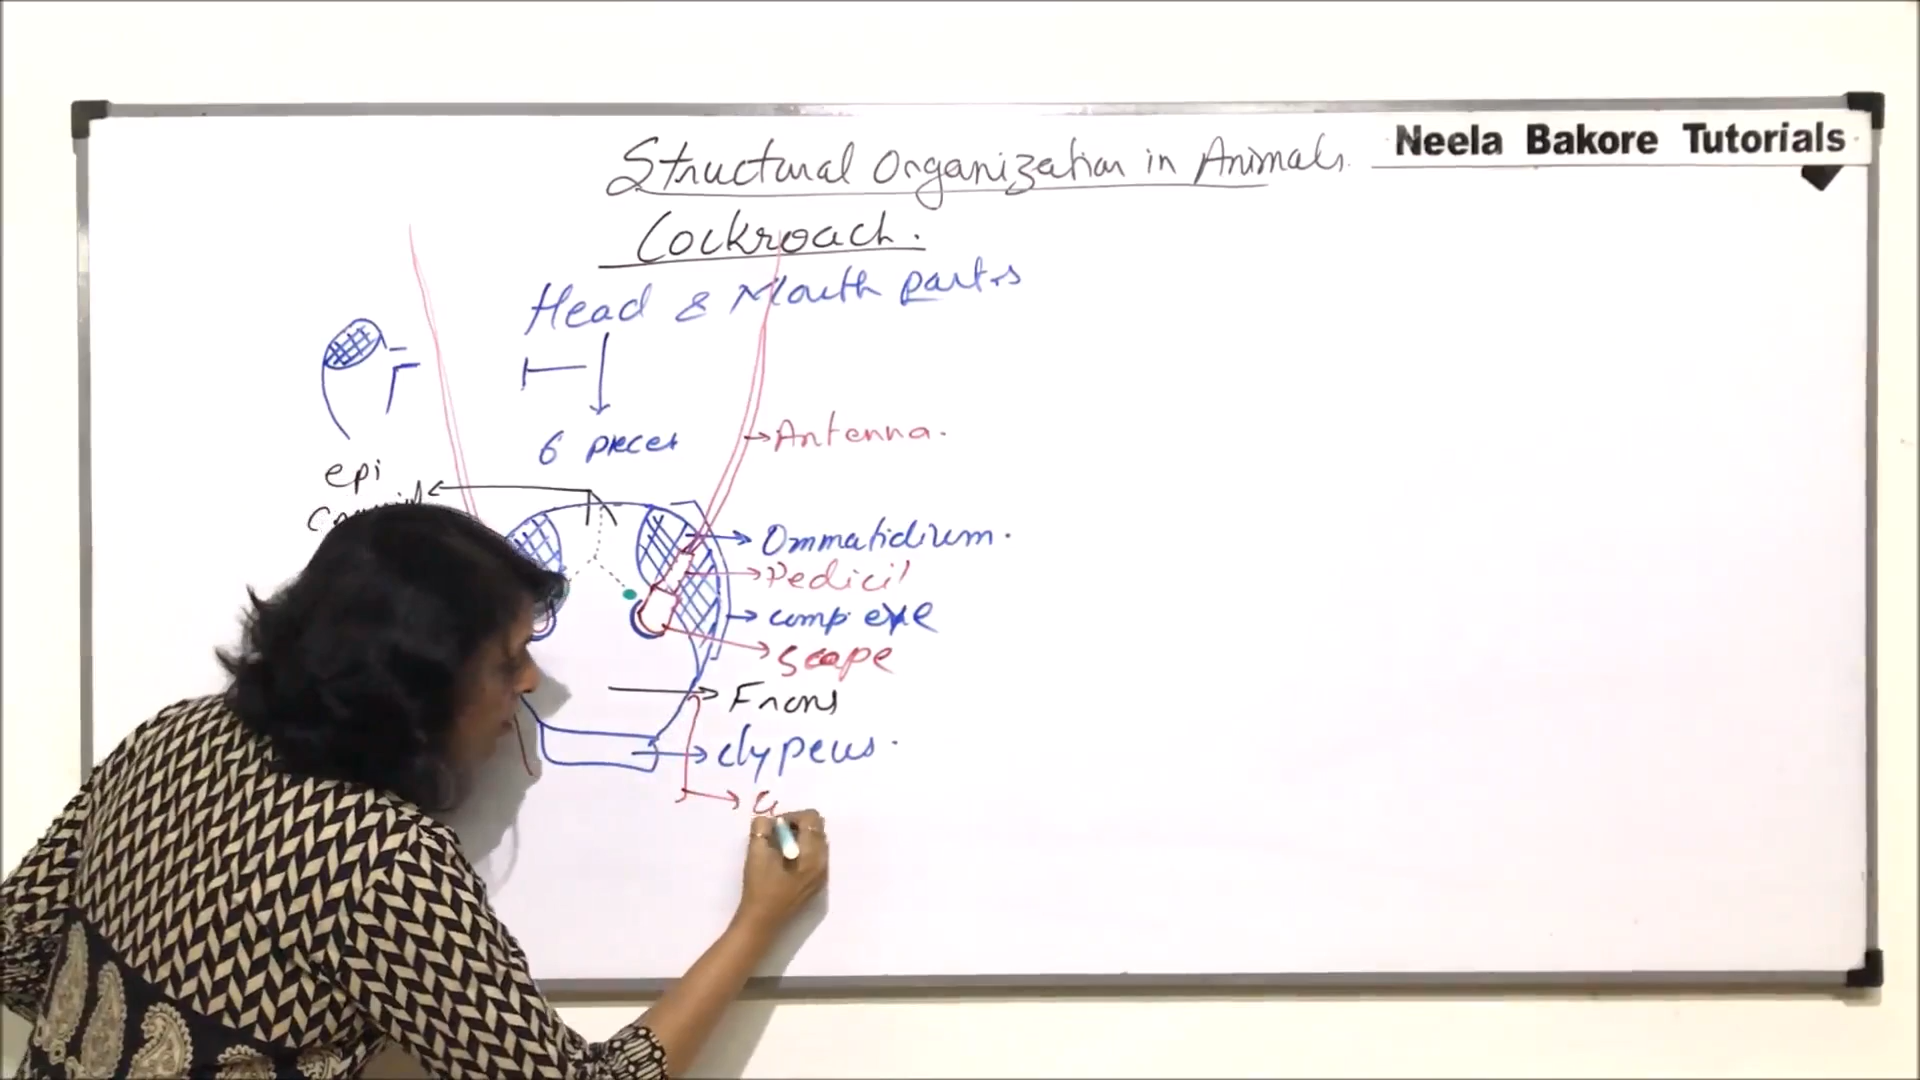 Neela Bakore Tutorials
Structural Organization in Animals.
Cockroach.
Head & Mouth parts
6 pieces
Antenna.
epi
Ommatidium.
Pedicil
comp. eye
Scape
Frons
Clypeus.